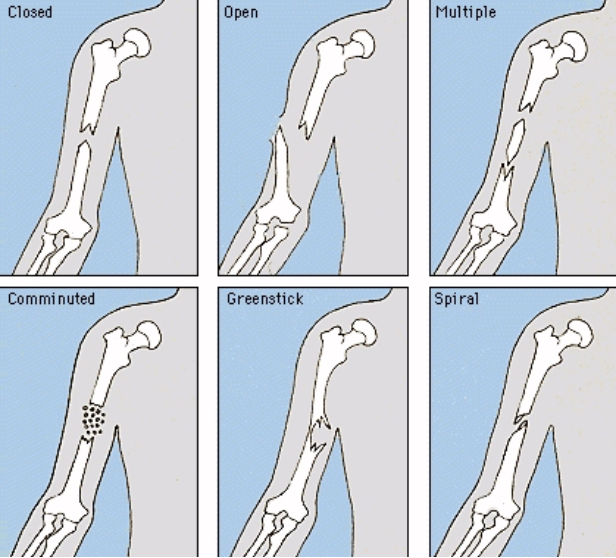 Closed
Open
Multiple
Comminuted
Greenstick
Spiral